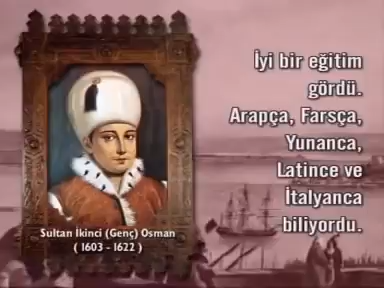 İyi bir eğitim
gördü.
Arapça, Farsça,
Yunanca,
Latince ve
İtalyanca
biliyordu.
Sultan İkinci (Genç) Osman
( 1603 - 1622 )